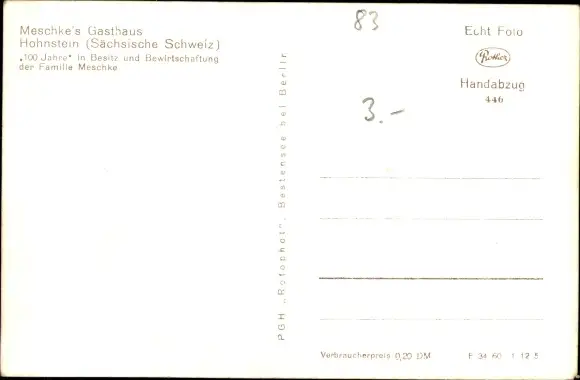 Meschke's Gasthaus
Hohnstein (Sächsische Schweiz)
„100 Jahre" in Besitz und Bewirtschaftung
der Familie Meschke
PGH „Rotophot", Bestensee bei Berlin
83
3.-
Echt Foto
Handabzug
446
Verbraucherpreis 0,20 DM
F 34 60 1 12 5